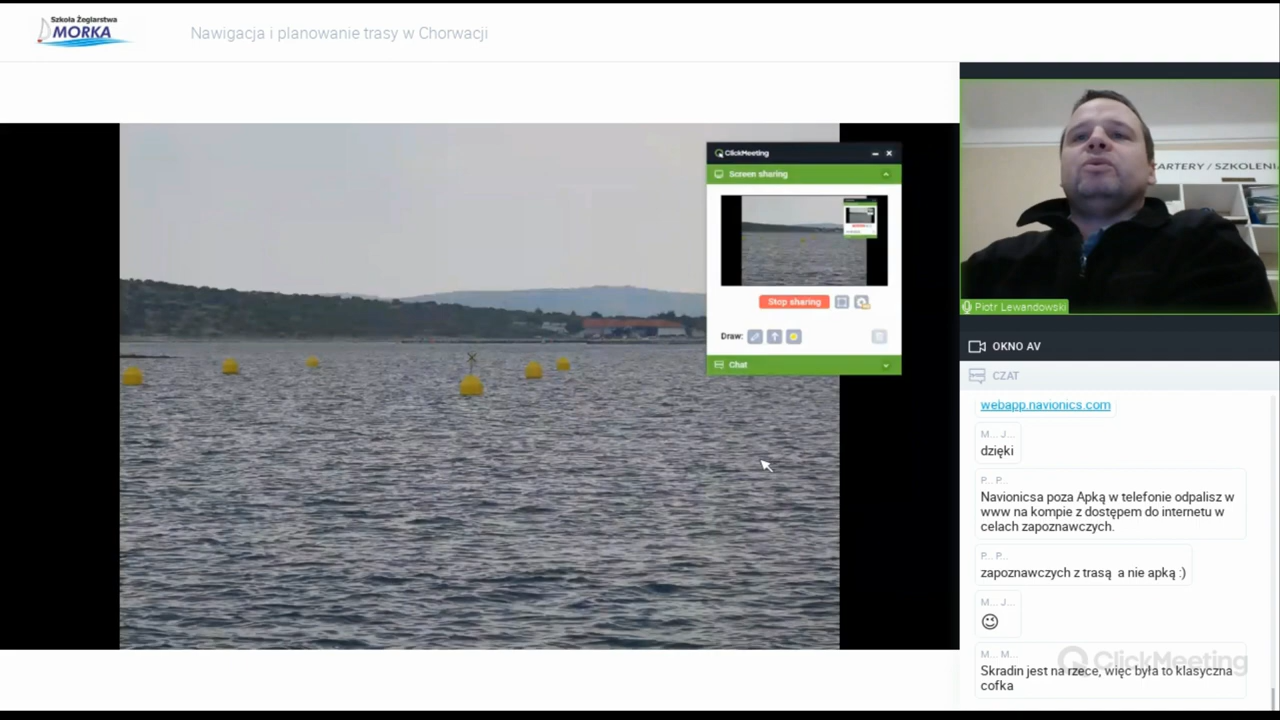 Szkoła Żeglarstwa
MORKA
Nawigacja i planowanie trasy w Chorwacji
ClickMeeting
Screen sharing
Stop sharing
Draw:
Chat
ZARTERY / SZKOLENI
Piotr Lewandowski
OKNO AV
CZAT
webapp.navionics.com
M... J...
dzięki
P... P...
Navionicsa poza Apką w telefonie odpalisz w
www na kompie z dostępem do internetu w
celach zapoznawczych.
P... P...
zapoznawczych z trasą a nie apką :)
M... J...
M... M...
ClickMeeting
Skradin jest na rzece, więc była to klasyczna
cofka